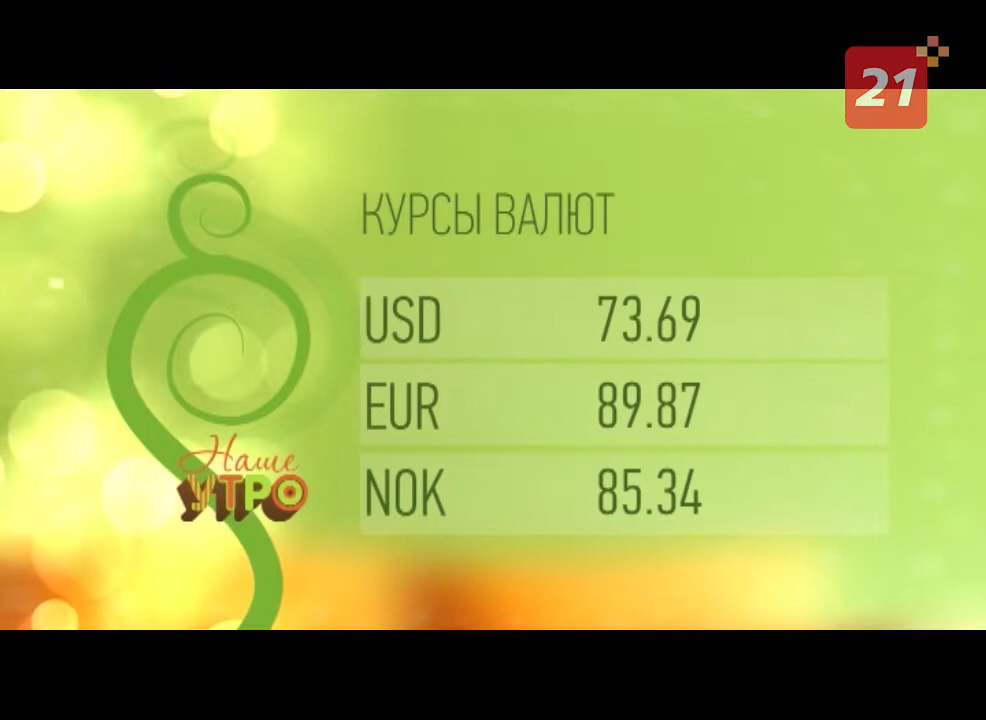 21
КУРСЫ ВАЛЮТ
USD 73.69
EUR 89.87
NOK 85.34
Наше
УТРО